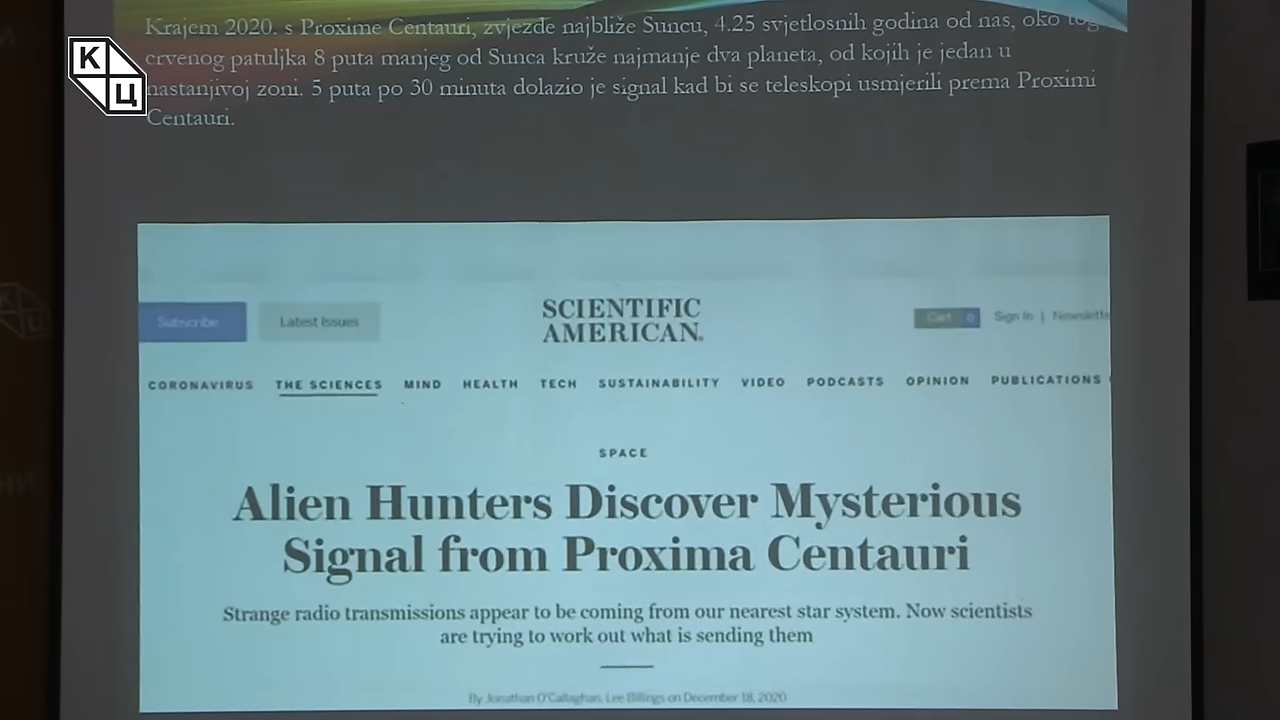 Krajem 2020. s Proxime Centauri, zvjezde najbliže Suncu, 4.25 svjetlosnih godina od nas, oko tog
crvenog patuljka 8 puta manjeg od Sunca kruže najmanje dva planeta, od kojih je jedan u
nastanjivoj zoni. 5 puta po 30 minuta dolazio je signal kad bi se teleskopi usmjerili prema Proximi
Centauri.
К
Ц
Subscribe
Latest Issues
SCIENTIFIC
AMERICAN.
Cart 0
Sign In |
CORONAVIRUS THE SCIENCES MIND HEALTH TECH SUSTAINABILITY VIDEO PODCASTS OPINION PUBLICATIONS
SPACE
Alien Hunters Discover Mysterious
Signal from Proxima Centauri
Strange radio transmissions appear to be coming from our nearest star system. Now scientists
are trying to work out what is sending them
By Jonathan O'Callaghan, Lee Billings on December 18, 2020